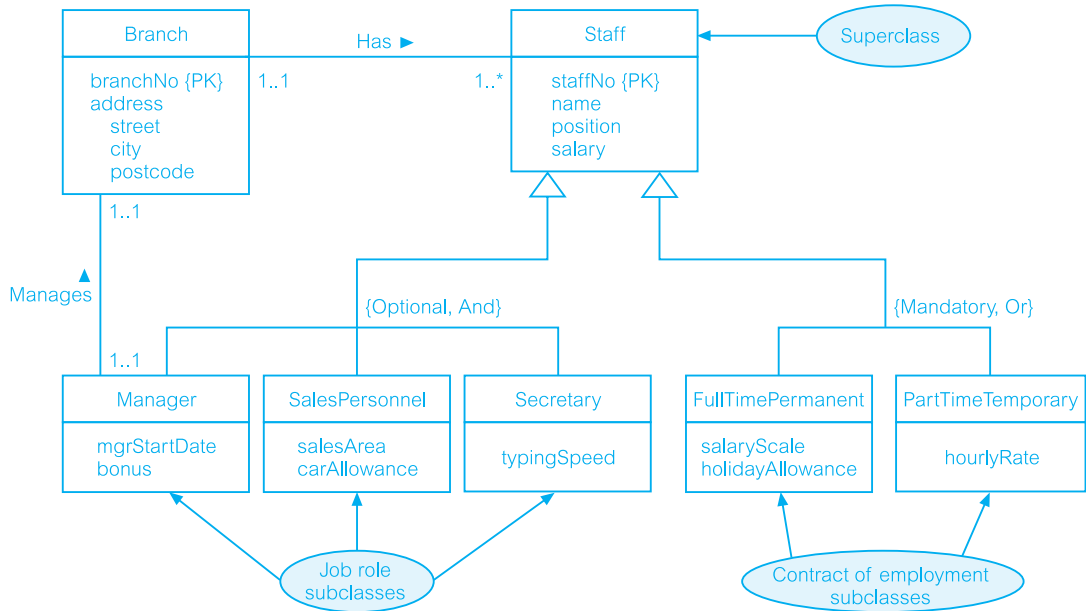 Branch
Has ►
Staff
Superclass
branchNo {PK}
address
street
city
postcode
1..1
1..*
staffNo {PK}
name
position
salary
1..1
▲
Manages
{Optional, And}
{Mandatory, Or}
1..1
Manager
SalesPersonnel
Secretary
FullTimePermanent
PartTimeTemporary
mgrStartDate
bonus
salesArea
carAllowance
typingSpeed
salaryScale
holidayAllowance
hourlyRate
Job role
subclasses
Contract of employment
subclasses